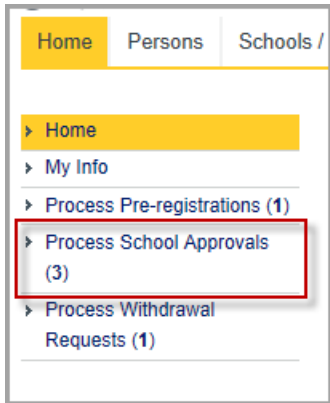 Home Persons Schools /
Home
My Info
Process Pre-registrations (1)
Process School Approvals
(3)
Process Withdrawal
Requests (1)